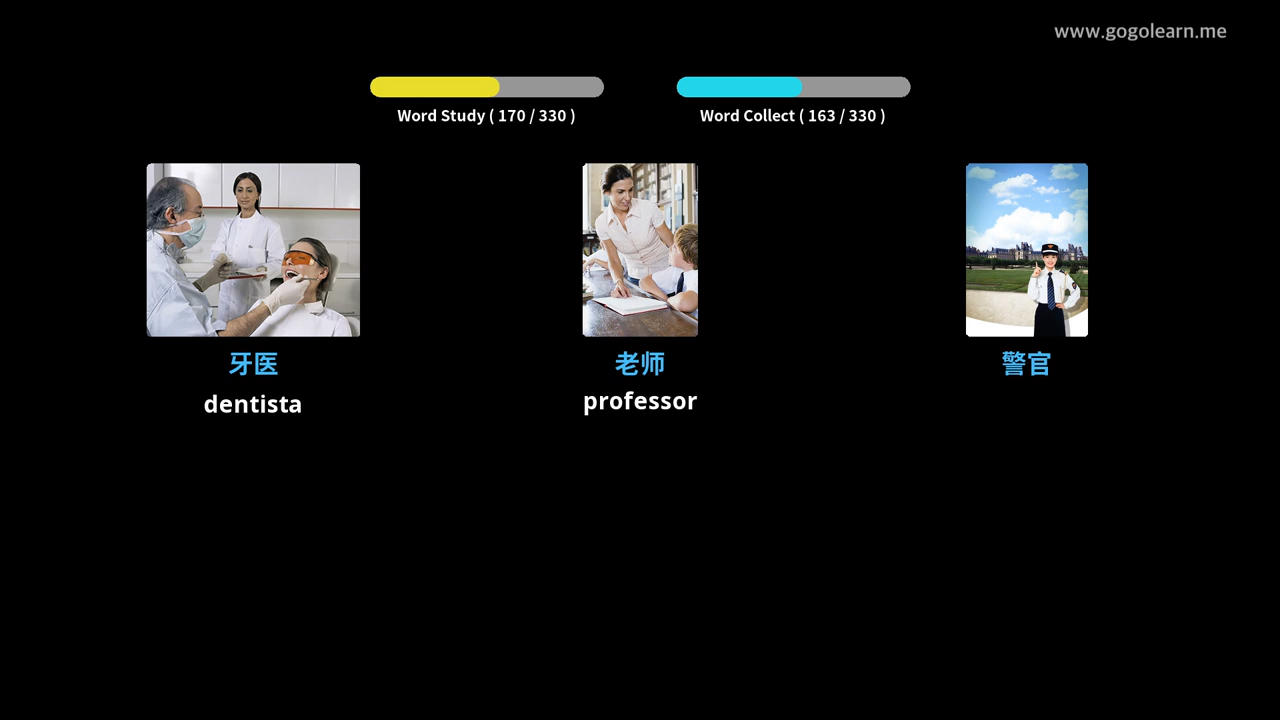 www.gogolearn.me
Word Study ( 170 / 330 )
Word Collect ( 163 / 330 )
牙医
dentista
老师
professor
警官